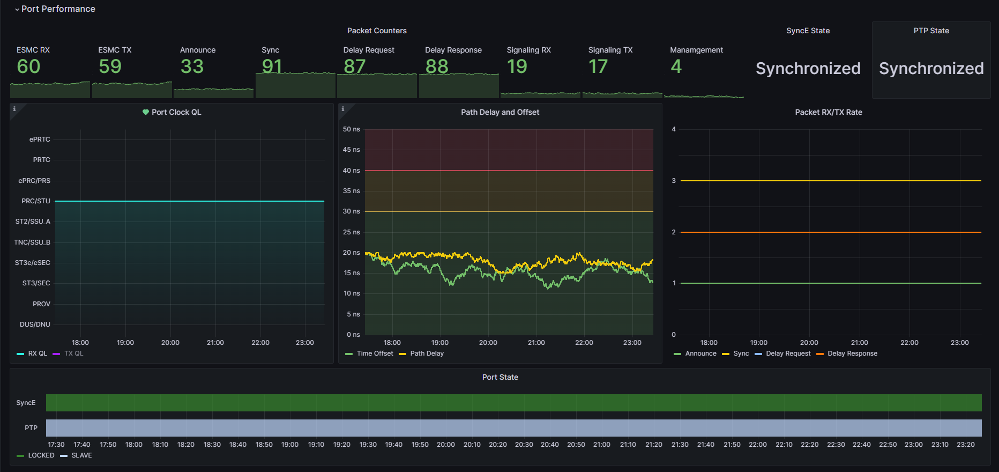 Port Performance
Packet Counters
SyncE State
PTP State
ESMC RX
ESMC TX
Announce
Sync
Delay Request
Delay Response
Signaling RX
Signaling TX
Manamgement
60
59
33
91
87
88
19
17
4
Synchronized
Synchronized
i
Port Clock QL
ePRTC
PRTC
ePRC/PRS
PRC/STU
ST2/SSU_A
TNC/SSU_B
ST3e/eSEC
ST3/SEC
PROV
DUS/DNU
18:00 19:00 20:00 21:00 22:00 23:00
RX QL TX QL
i
Path Delay and Offset
50 ns
45 ns
40 ns
35 ns
30 ns
25 ns
20 ns
15 ns
10 ns
5 ns
0 ns
18:00 19:00 20:00 21:00 22:00 23:00
Time Offset Path Delay
Packet RX/TX Rate
4
3
2
1
0
18:00 19:00 20:00 21:00 22:00 23:00
Announce Sync Delay Request Delay Response
Port State
SyncE
PTP
17:30 17:40 17:50 18:00 18:10 18:20 18:30 18:40 18:50 19:00 19:10 19:20 19:30 19:40 19:50 20:00 20:10 20:20 20:30 20:40 20:50 21:00 21:10 21:20 21:30 21:40 21:50 22:00 22:10 22:20 22:30 22:40 22:50 23:00 23:10 23:20
LOCKED SLAVE